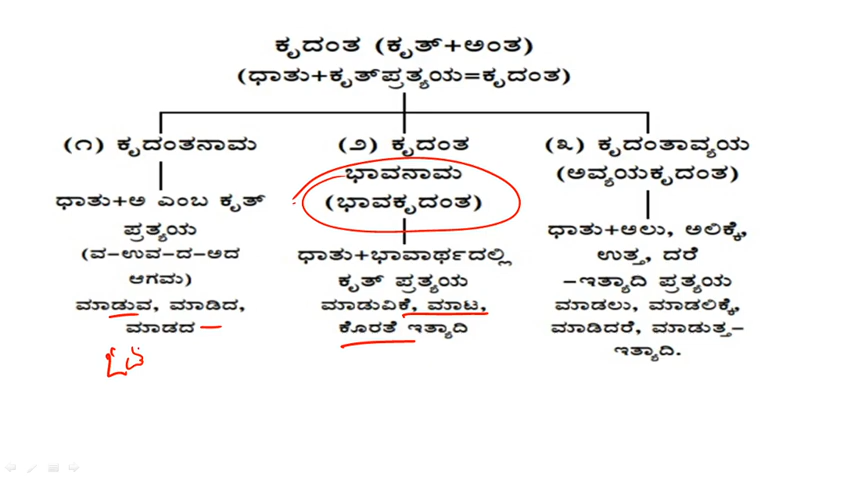 ಕೃದಂತ (ಕೃತ್+ಅಂತ)
(ಧಾತು+ಕೃತ್‌ಪ್ರತ್ಯಯ=ಕೃದಂತ)
(೧) ಕೃದಂತನಾಮ
ಧಾತು+ಅ ಎಂಬ ಕೃತ್
ಪ್ರತ್ಯಯ
(ವ-ಉವ-ದ-ಅದ
ಆಗಮ)
ಮಾಡುವ, ಮಾಡಿದ,
ಮಾಡದ
(೨) ಕೃದಂತ
ಭಾವನಾಮ
(ಭಾವಕೃದಂತ)
ಧಾತು+ಭಾವಾರ್ಥದಲ್ಲಿ
ಕೃತ್ ಪ್ರತ್ಯಯ
ಮಾಡುವಿಕೆ, ಮಾಟ,
ಕೊರತೆ ಇತ್ಯಾದಿ
(೩) ಕೃದಂತಾವ್ಯಯ
(ಅವ್ಯಯಕೃದಂತ)
ಧಾತು+ಅಲು, ಅಲಿಕ್ಕೆ,
ಉತ್ತ, ದರೆ
-ಇತ್ಯಾದಿ ಪ್ರತ್ಯಯ
ಮಾಡಲು, ಮಾಡಲಿಕ್ಕೆ,
ಮಾಡಿದರೆ, ಮಾಡುತ್ತ-
ಇತ್ಯಾದಿ.